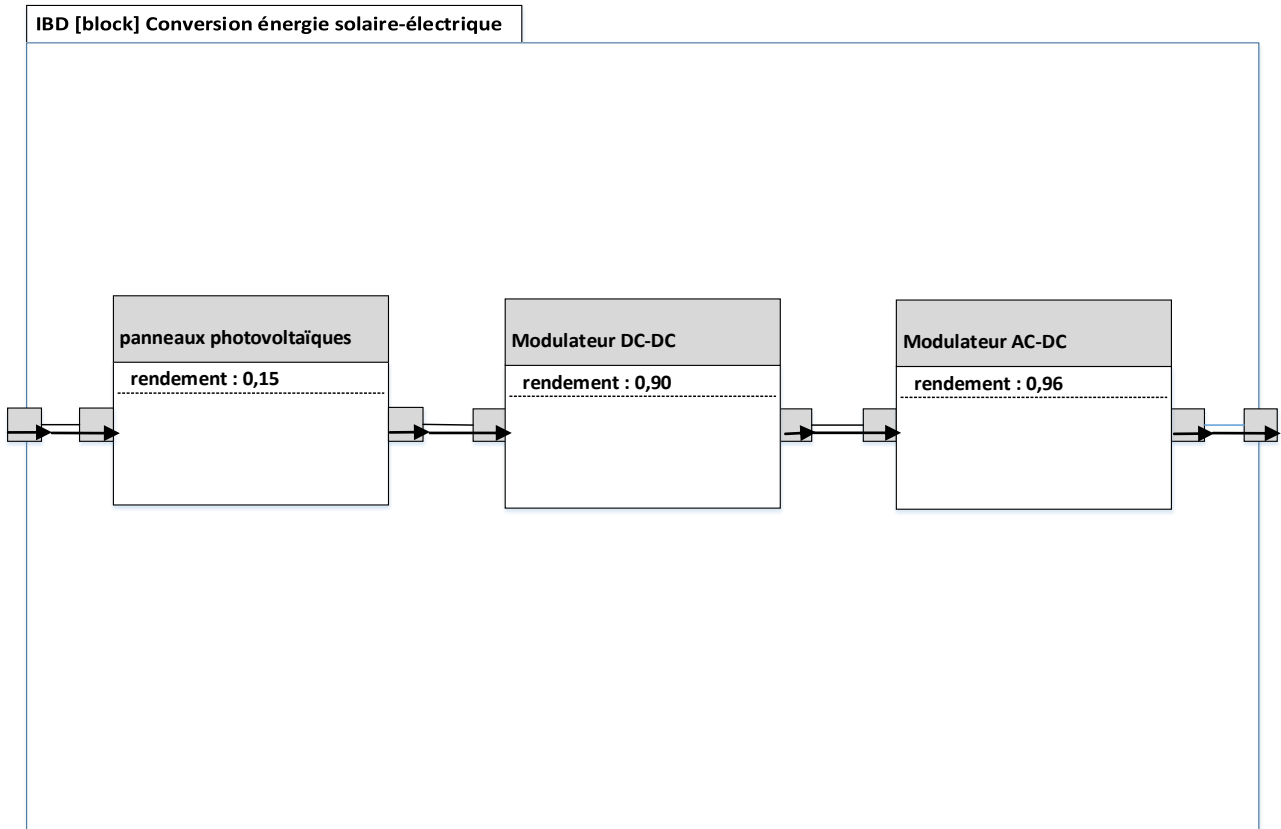 IBD [block] Conversion énergie solaire-électrique
panneaux photovoltaïques
rendement : 0,15
Modulateur DC-DC
rendement : 0,90
Modulateur AC-DC
rendement : 0,96